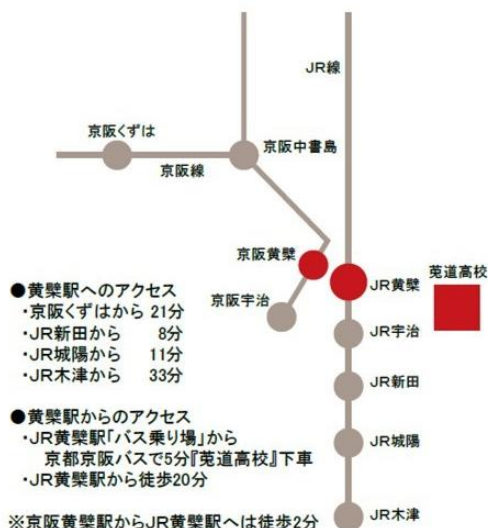 JR線
京阪くずは
京阪中書島
京阪線
京阪黄檗
莵道高校
JR黄檗
京阪宇治
●黄檗駅へのアクセス
・京阪くずはから 21分
・JR新田から 8分
・JR城陽から 11分
・JR木津から 33分
JR宇治
JR新田
●黄檗駅からのアクセス
・JR黄檗駅「バス乗り場」から
京都京阪バスで5分『莵道高校』下車
・JR黄檗駅から徒歩20分
JR城陽
※京阪黄檗駅からJR黄檗駅へは徒歩2分
JR木津